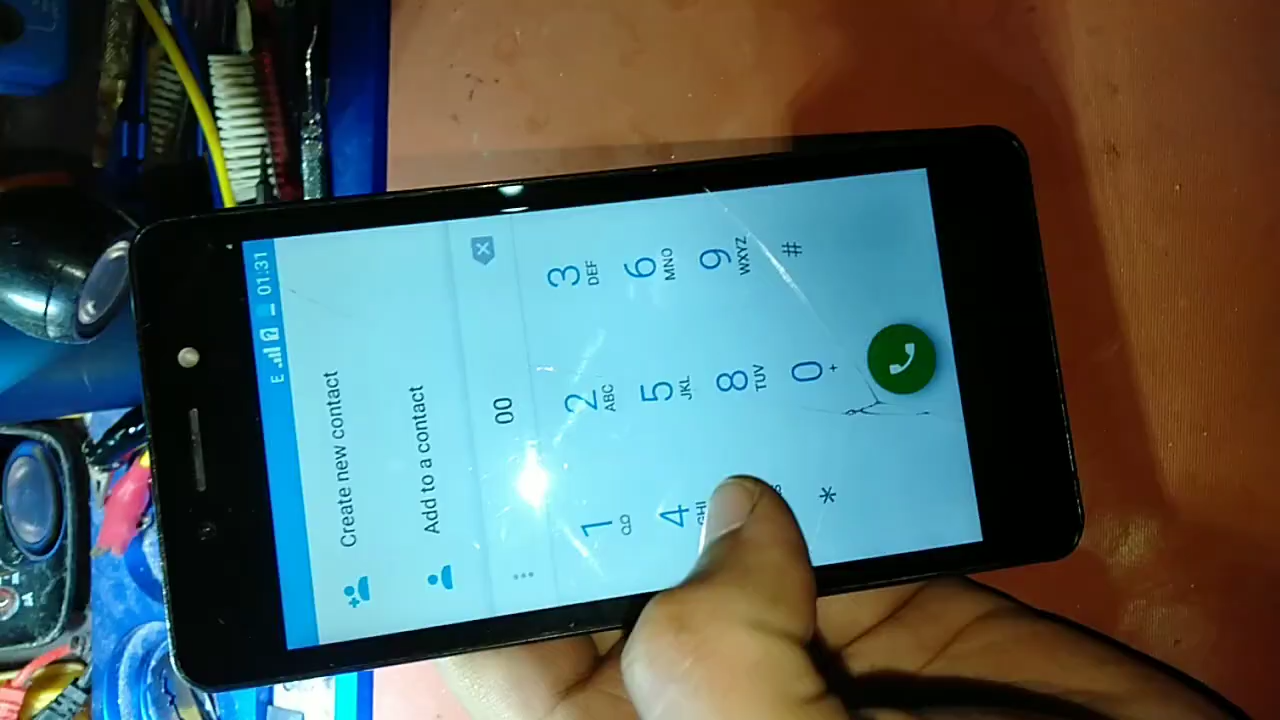 E 01:31
Create new contact
Add to a contact
00
1 2 ABC 3 DEF
4 GHI 5 JKL 6 MNO
8 TUV 9 WXYZ
* 0 + #